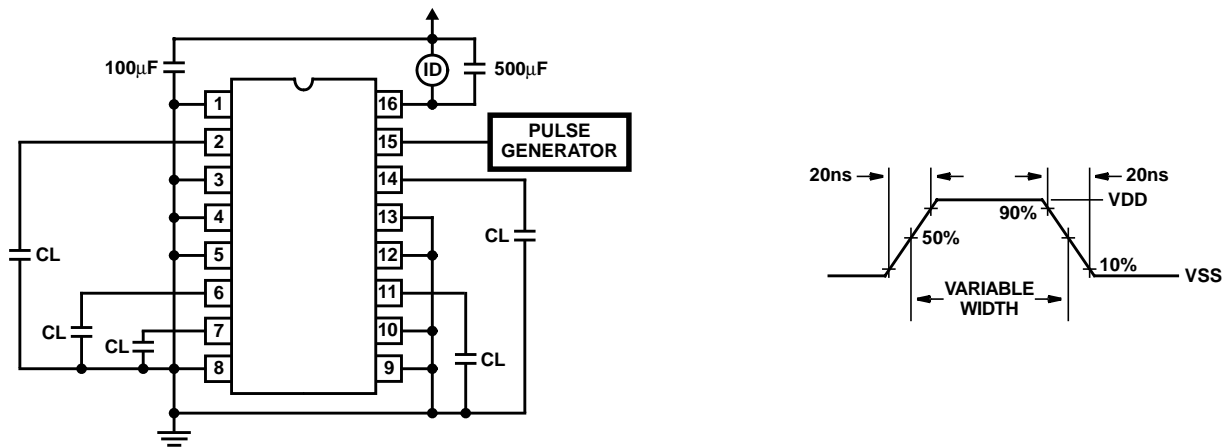 100μF
ID
500μF
1
16
2
15
PULSE
GENERATOR
3
14
4
13
CL
5
12
CL
6
11
CL
7
10
CL
CL
8
9
20ns
20ns
VDD
90%
50%
10%
VSS
VARIABLE
WIDTH